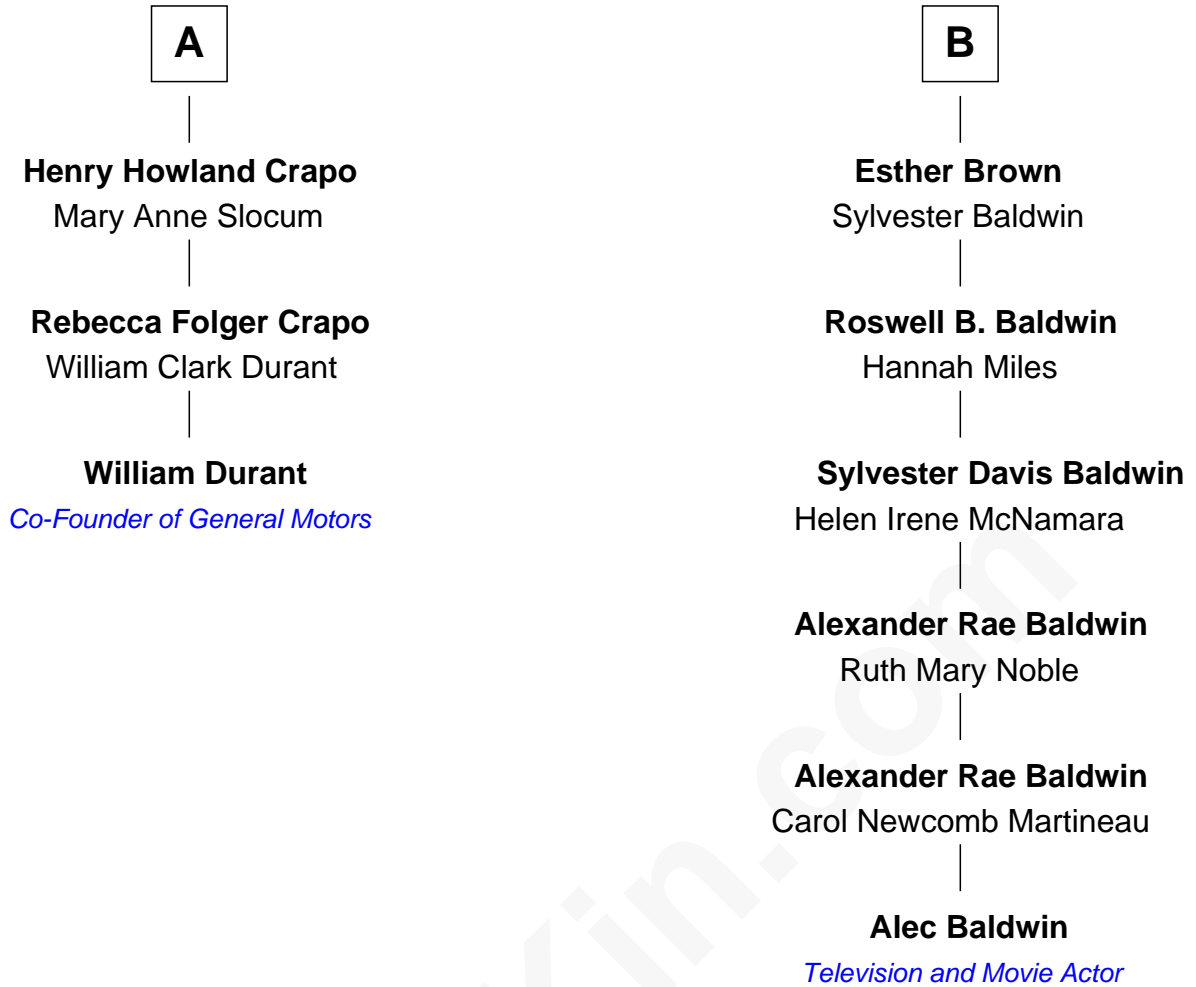 A
Henry Howland Crapo
Mary Anne Slocum
Rebecca Folger Crapo
William Clark Durant
William Durant
Co-Founder of General Motors
B
Esther Brown
Sylvester Baldwin
Roswell B. Baldwin
Hannah Miles
Sylvester Davis Baldwin
Helen Irene McNamara
Alexander Rae Baldwin
Ruth Mary Noble
Alexander Rae Baldwin
Carol Newcomb Martineau
Alec Baldwin
Television and Movie Actor
Kin.com